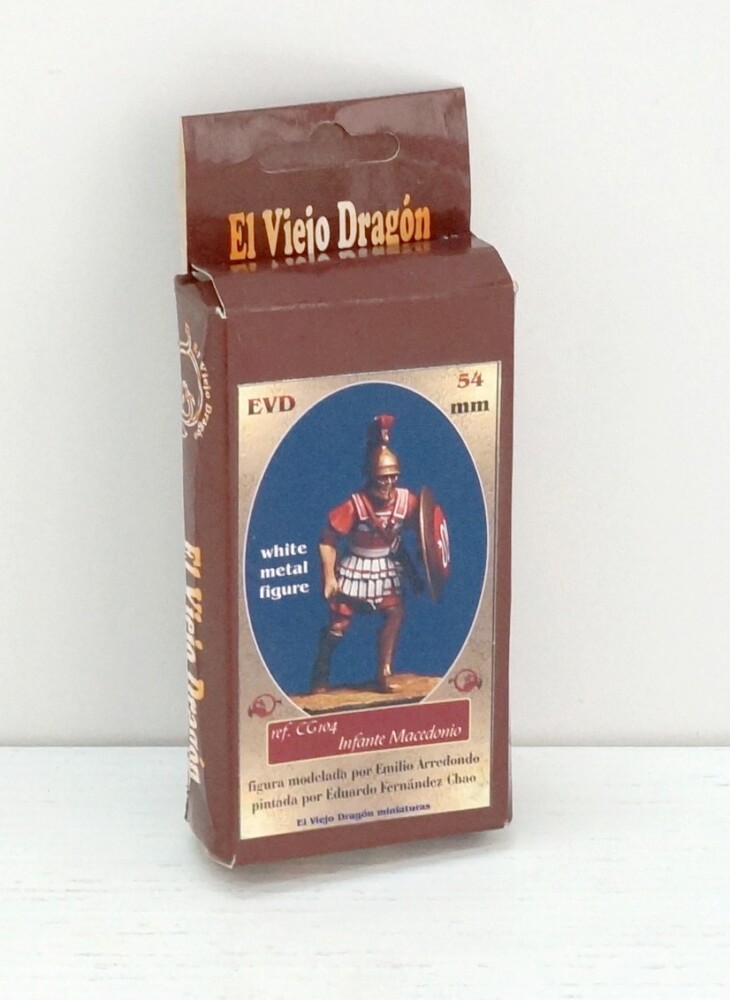 El Viejo Dragón
EVD
54
mm
white
metal
figure
ref. CG104
Infante Macedonio
figura modelada por Emilio Arredondo
pintada por Eduardo Fernández Chao
El Viejo Dragón miniaturas
El Viejo Dragón